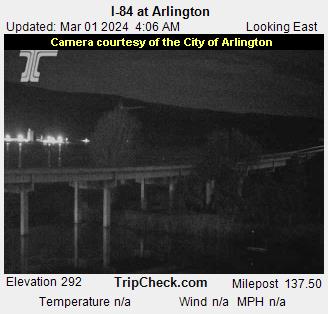 I-84 at Arlington
Updated: Mar 01 2024 4:06 AM Looking East
Camera courtesy of the City of Arlington
Elevation 292 TripCheck.com Milepost 137.50
Temperature n/a Wind n/a MPH n/a